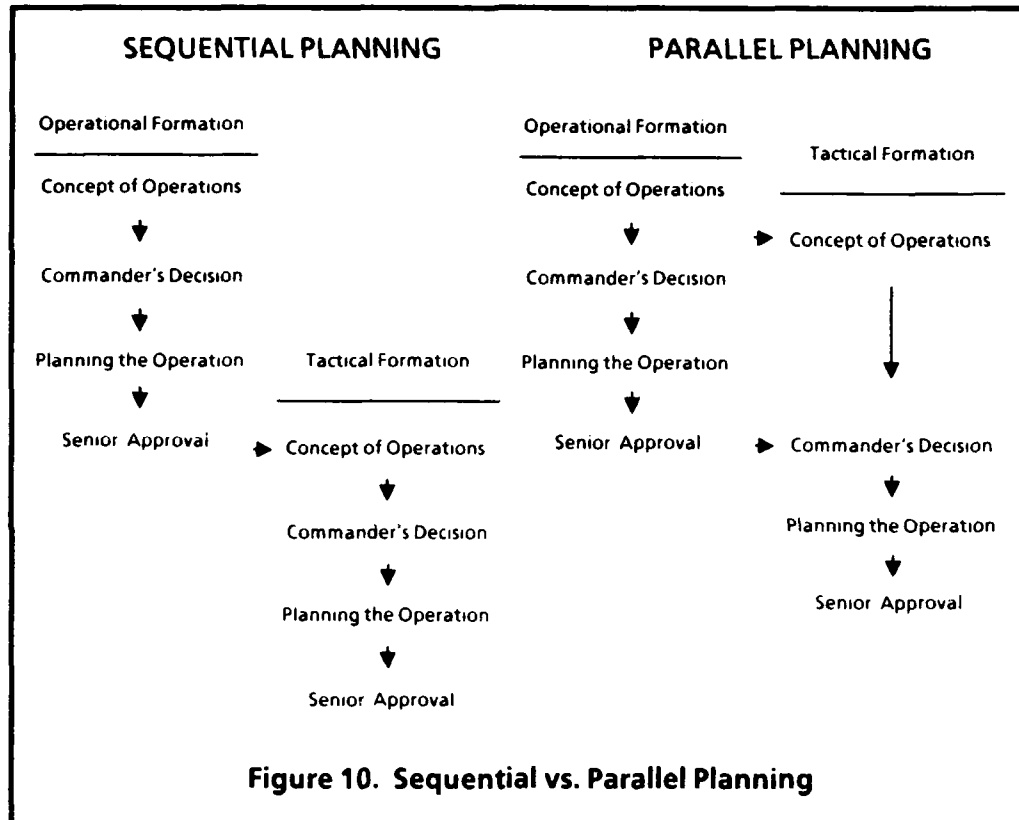 SEQUENTIAL PLANNING
Operational Formation
Concept of Operations
Commander's Decision
Planning the Operation
Senior Approval
Tactical Formation
Concept of Operations
Commander's Decision
Planning the Operation
Senior Approval
PARALLEL PLANNING
Operational Formation
Concept of Operations
Commander's Decision
Planning the Operation
Senior Approval
Tactical Formation
Concept of Operations
Commander's Decision
Planning the Operation
Senior Approval
Figure 10. Sequential vs. Parallel Planning